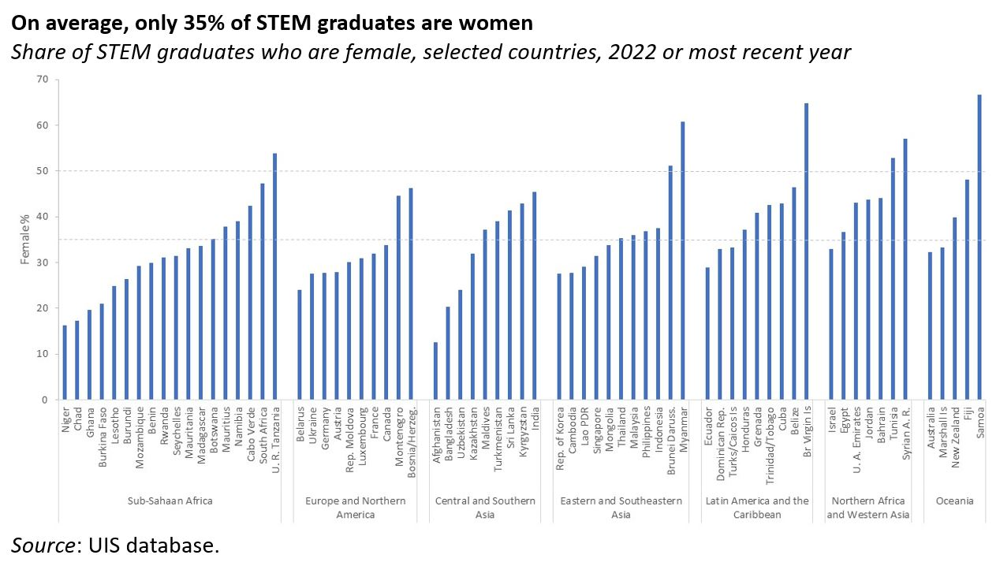 On average, only 35% of STEM graduates are women
Share of STEM graduates who are female, selected countries, 2022 or most recent year
70
60
50
40
30
20
10
0
Female%
Niger
Chad
Ghana
Burkina Faso
Lesotho
Burundi
Mozambique
Benin
Rwanda
Seychelles
Mauritania
Madagascar
Botswana
Mauritius
Namibia
Cabo Verde
South Africa
U. R. Tanzania
Belarus
Ukraine
Germany
Austria
Rep. Moldova
Luxembourg
France
Canada
Montenegro
Bosnia/Herzeg.
Afghanistan
Bangladesh
Uzbekistan
Kazakhstan
Maldives
Turkmenistan
Sri Lanka
Kyrgyzstan
India
Rep. of Korea
Cambodia
Lao PDR
Singapore
Mongolia
Thailand
Malaysia
Philippines
Indonesia
Brunei Daruss.
Myanmar
Ecuador
Dominican Rep.
Turks/Caicos Is
Honduras
Grenada
Trinidad/Tobago
Cuba
Belize
Br Vrigin Is
Israel
Egypt
U. A. Emirates
Jordan
Bahrain
Tunisia
Syrian A. R.
Australia
Marshall Is
New Zealand
Fiji
Samoa
Sub-Sahaan Africa
Europe and Northern
America
Central and Southern
Asia
Eastern and Southeastern
Asia
Latin America and the
Caribbean
Northern Africa
and Western Asia
Oceania
Source: UIS database.